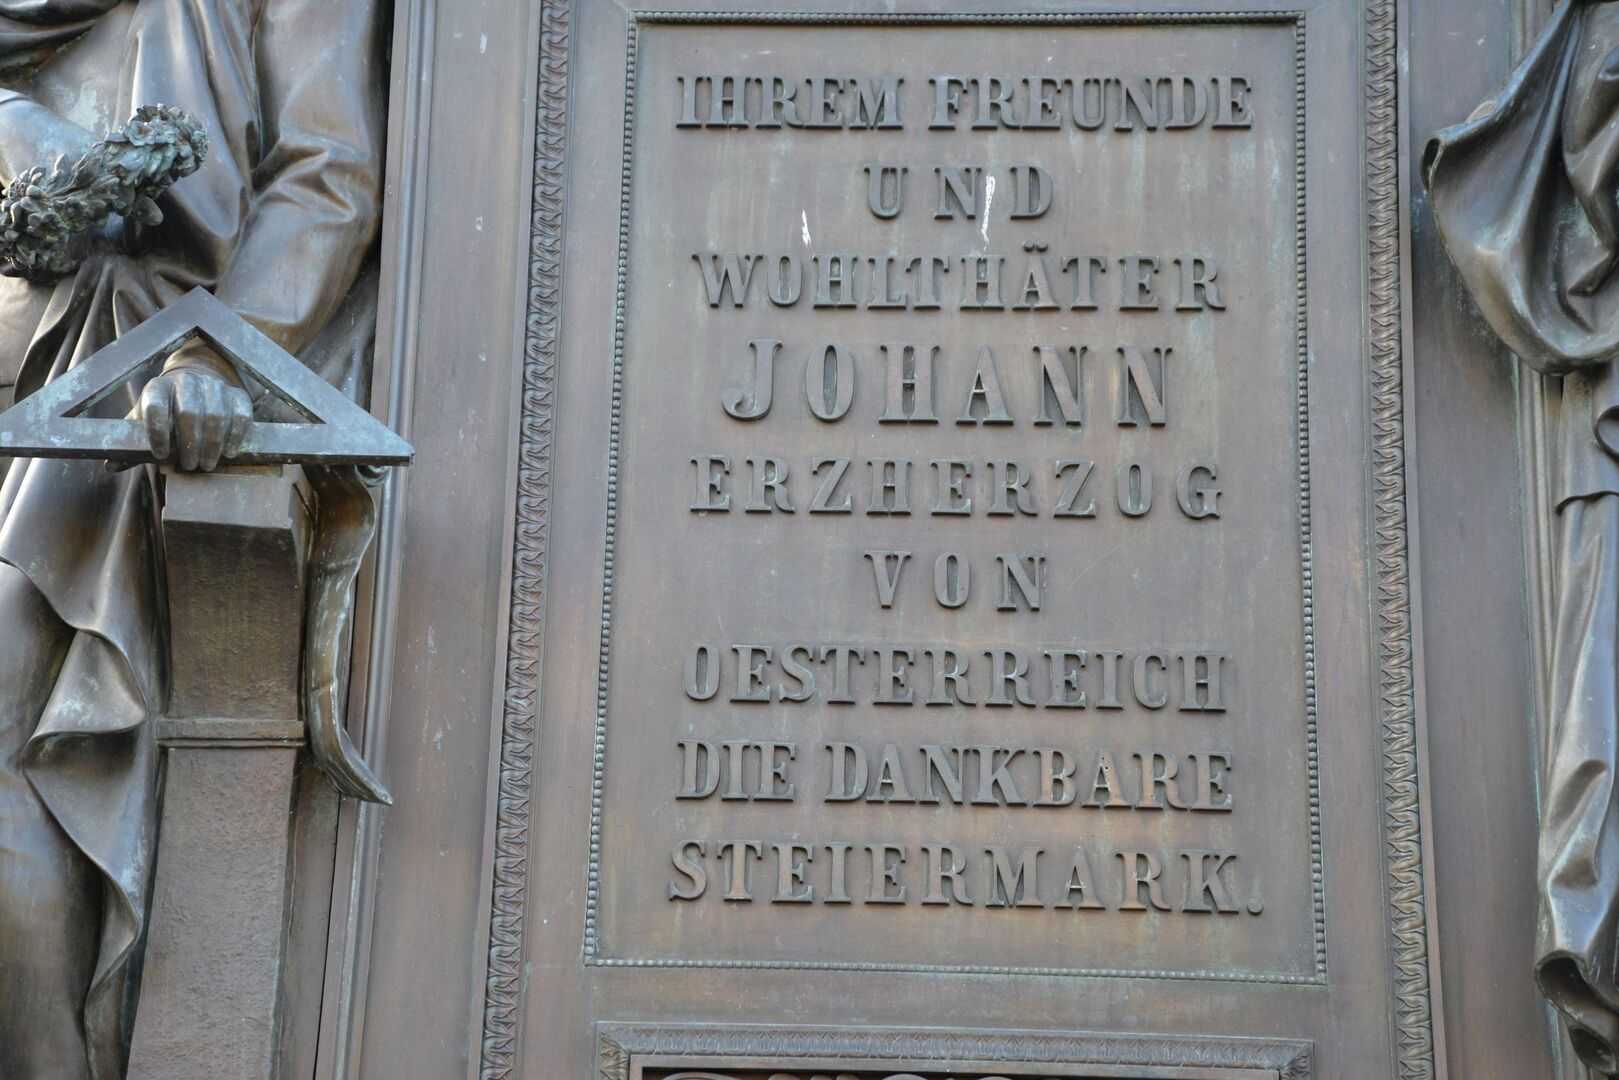 IHREM FREUNDE
UND
WOHLTHÄTER
JOHANN
ERZHERZOG
VON
OESTERREICH
DIE DANKBARE
STEIERMARK.